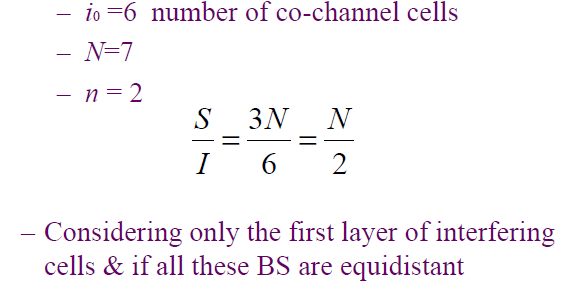 – i₀ =6 number of co-channel cells
– N=7
– n = 2
S/I = 3N/6 = N/2
– Considering only the first layer of interfering
cells & if all these BS are equidistant